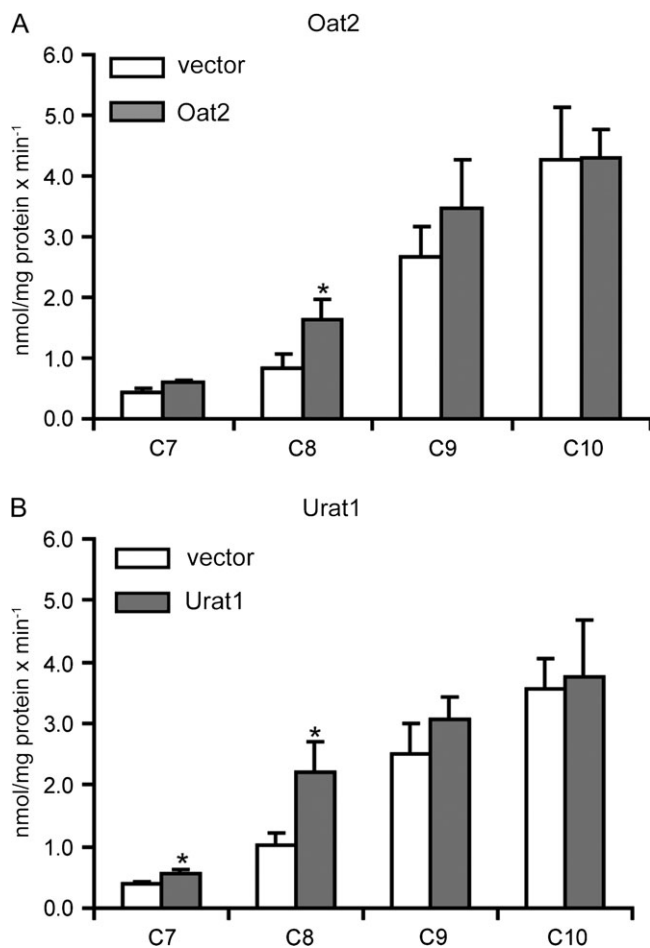 A
Oat2
nmol/mg protein x min⁻¹
6.0
5.0
4.0
3.0
2.0
1.0
0.0
vector
Oat2
*
C7
C8
C9
C10
B
Urat1
nmol/mg protein x min⁻¹
6.0
5.0
4.0
3.0
2.0
1.0
0.0
vector
Urat1
*
*
C7
C8
C9
C10